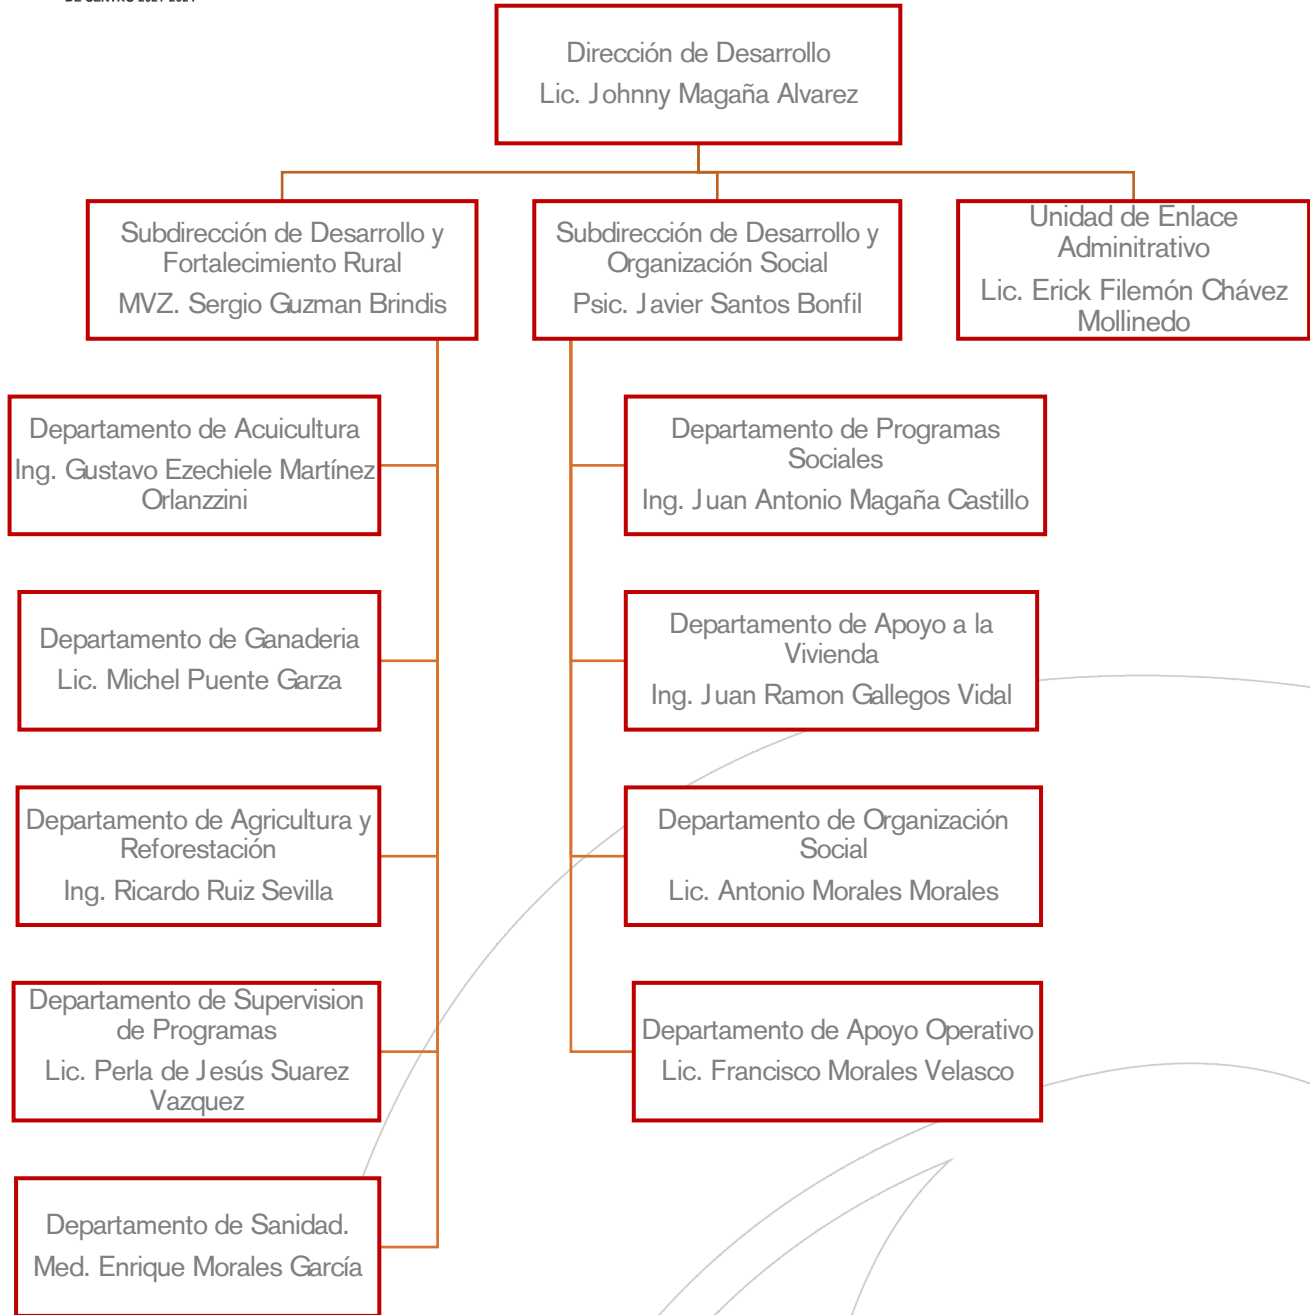 Dirección de Desarrollo
Lic. Johnny Magaña Alvarez
Subdirección de Desarrollo y
Fortalecimiento Rural
MVZ. Sergio Guzman Brindis
Subdirección de Desarrollo y
Organización Social
Psic. Javier Santos Bonfil
Unidad de Enlace
Adminitrativo
Lic. Erick Filemón Chávez
Mollinedo
Departamento de Acuicultura
Ing. Gustavo Ezechiele Martínez
Orlanzzini
Departamento de Programas
Sociales
Ing. Juan Antonio Magaña Castillo
Departamento de Ganaderia
Lic. Michel Puente Garza
Departamento de Apoyo a la
Vivienda
Ing. Juan Ramon Gallegos Vidal
Departamento de Agricultura y
Reforestación
Ing. Ricardo Ruiz Sevilla
Departamento de Organización
Social
Lic. Antonio Morales Morales
Departamento de Supervision
de Programas
Lic. Perla de Jesús Suarez
Vazquez
Departamento de Apoyo Operativo
Lic. Francisco Morales Velasco
Departamento de Sanidad.
Med. Enrique Morales García